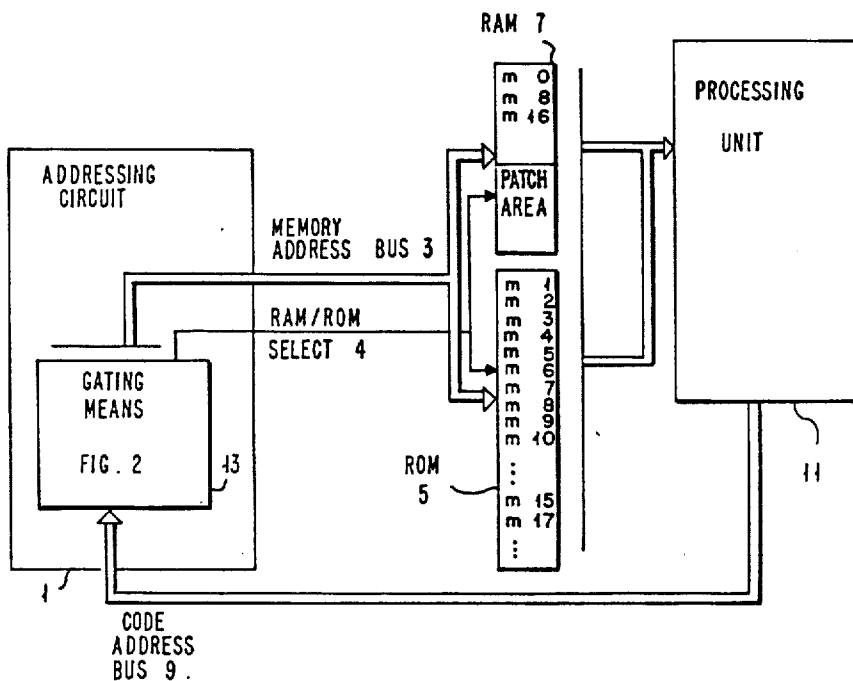 RAM 7
m 0
m 8
m 16
PATCH
AREA
PROCESSING
UNIT
11
ADDRESSING
CIRCUIT
MEMORY
ADDRESS BUS 3
RAM/ROM
SELECT 4
GATING
MEANS
FIG. 2
13
1
ROM
5
m 1
m 2
m 3
m 4
m 5
m 6
m 7
m 8
m 9
m 10
⋮
m 15
m 17
⋮
CODE
ADDRESS
BUS 9.